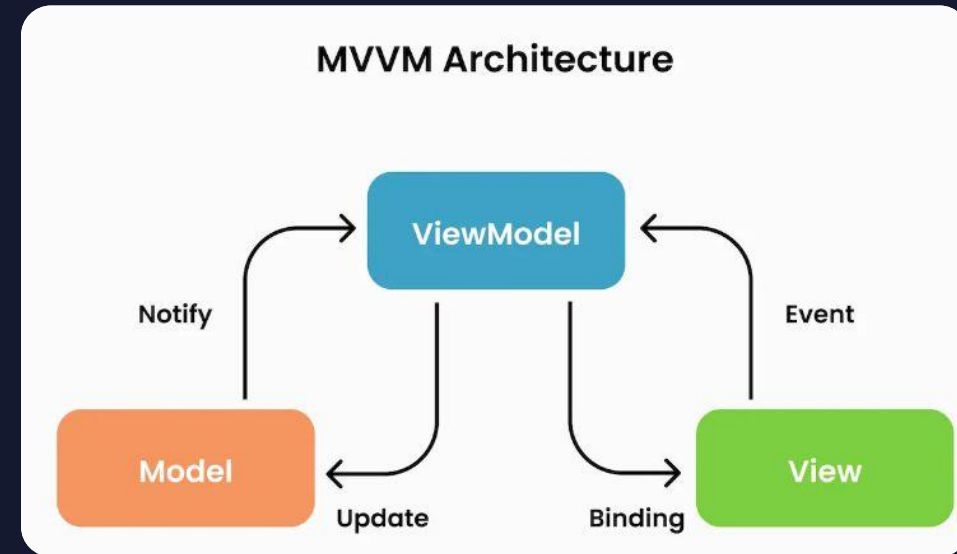 MVVM Architecture
ViewModel
Notify
Event
Model
View
Update
Binding